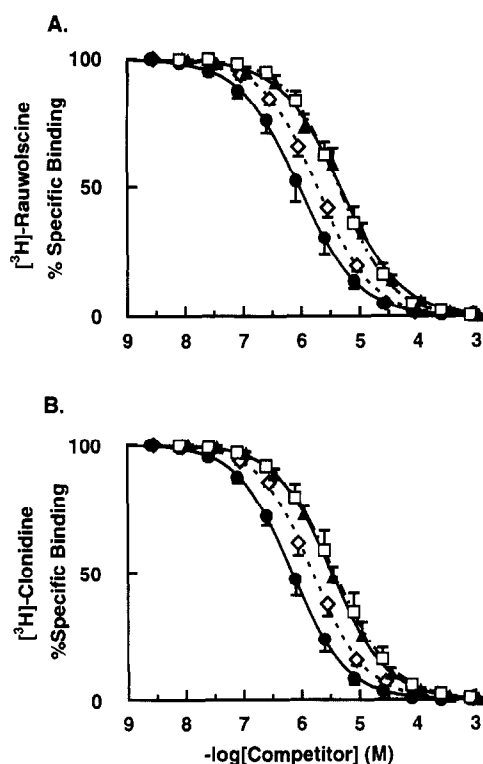 A.
100
50
0
[³H]-Rauwolscine
% Specific Binding
9 8 7 6 5 4 3
B.
100
50
0
[³H]-Clonidine
%Specific Binding
9 8 7 6 5 4 3
-log[Competitor] (M)